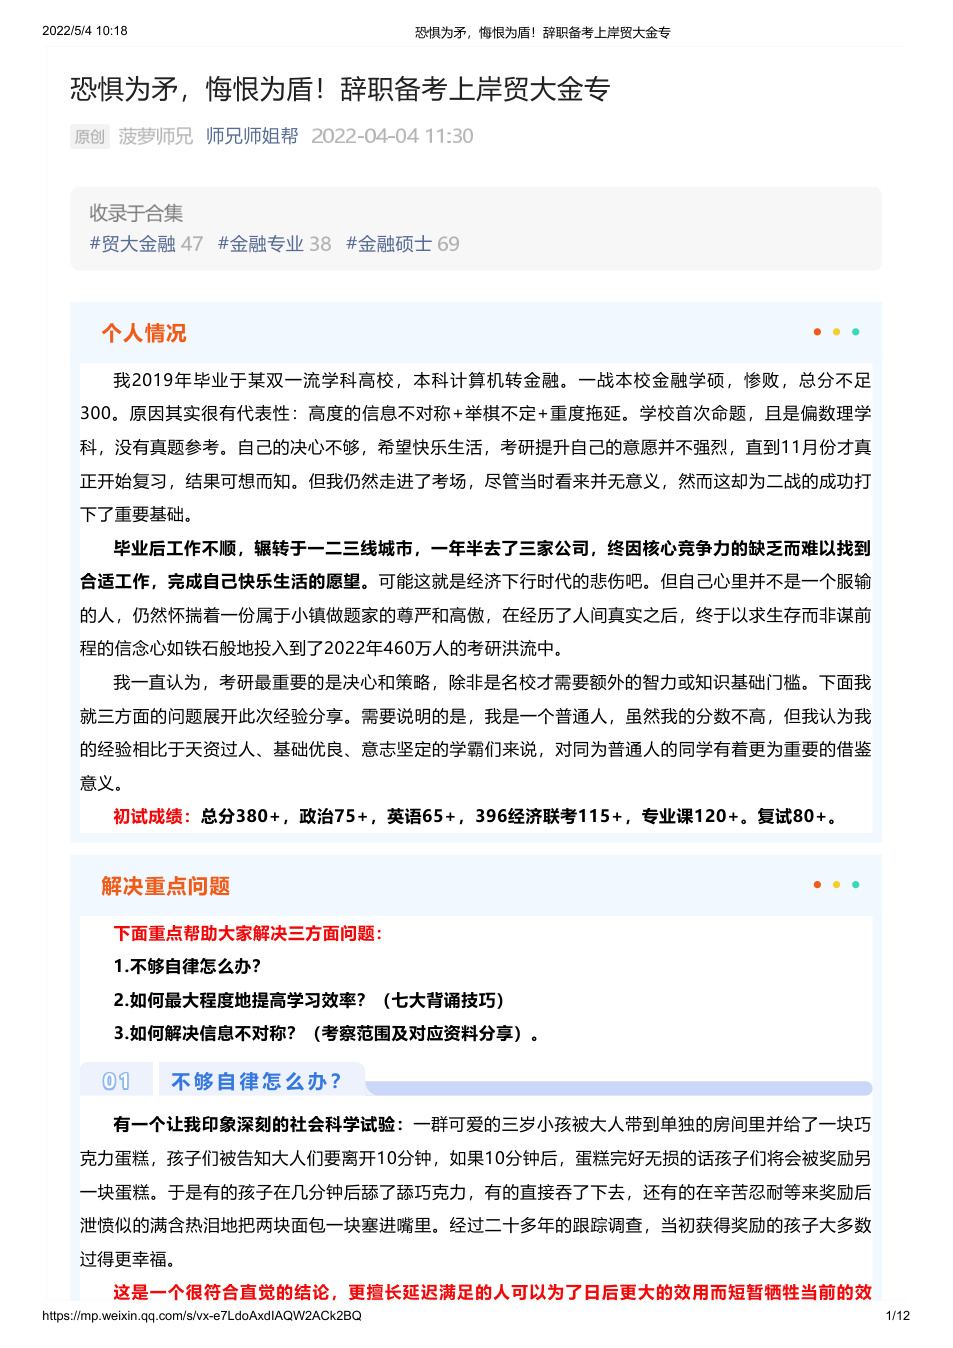 2022/5/4 10:18
恐惧为矛，悔恨为盾！辞职备考上岸贸大金专
恐惧为矛，悔恨为盾！辞职备考上岸贸大金专
原创 菠萝师兄 师兄师姐帮 2022-04-04 11:30
收录于合集
#贸大金融 47 #金融专业 38 #金融硕士 69
个人情况
我2019年毕业于某双一流学科高校，本科计算机转金融。一战本校金融学硕，惨败，总分不足
300。原因其实很有代表性：高度的信息不对称+举棋不定+重度拖延。学校首次命题，且是偏数理学
科，没有真题参考。自己的决心不够，希望快乐生活，考研提升自己的意愿并不强烈，直到11月份才真
正开始复习，结果可想而知。但我仍然走进了考场，尽管当时看来并无意义，然而这却为二战的成功打
下了重要基础。
毕业后工作不顺，辗转于一二三线城市，一年半去了三家公司，终因核心竞争力的缺乏而难以找到
合适工作，完成自己快乐生活的愿望。可能这就是经济下行时代的悲伤吧。但自己心里并不是一个服输
的人，仍然怀揣着一份属于小镇做题家的尊严和高傲，在经历了人间真实之后，终于以求生存而非谋前
程的信念心如铁石般地投入到了2022年460万人的考研洪流中。
我一直认为，考研最重要的是决心和策略，除非是名校才需要额外的智力或知识基础门槛。下面我
就三方面的问题展开此次经验分享。需要说明的是，我是一个普通人，虽然我的分数不高，但我认为我
的经验相比于天资过人、基础优良、意志坚定的学霸们来说，对同为普通人的同学有着更为重要的借鉴
意义。
初试成绩：总分380+，政治75+，英语65+，396经济联考115+，专业课120+。复试80+。
解决重点问题
下面重点帮助大家解决三方面问题：
1.不够自律怎么办？
2.如何最大程度地提高学习效率？（七大背诵技巧）
3.如何解决信息不对称？（考察范围及对应资料分享）。
01 不够自律怎么办？
有一个让我印象深刻的社会科学试验：一群可爱的三岁小孩被大人带到单独的房间里并给了一块巧
克力蛋糕，孩子们被告知大人们要离开10分钟，如果10分钟后，蛋糕完好无损的话孩子们将会被奖励另
一块蛋糕。于是有的孩子在几分钟后舔了舔巧克力，有的直接吞了下去，还有的在辛苦忍耐等来奖励后
泄愤似的满含热泪地把两块面包一块塞进嘴里。经过二十多年的跟踪调查，当初获得奖励的孩子大多数
过得更幸福。
这是一个很符合直觉的结论，更擅长延迟满足的人可以为了日后更大的效用而短暂牺牲当前的效
https://mp.weixin.qq.com/s/vx-e7LdoAxdIAQW2ACk2BQ
1/12